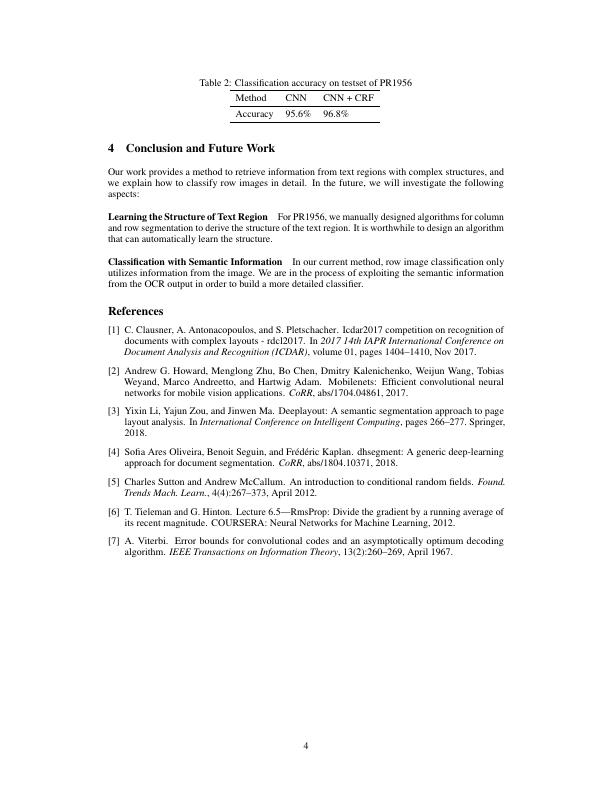 Table 2: Classification accuracy on testset of PR1956
Method CNN CNN + CRF
Accuracy 95.6% 96.8%
4 Conclusion and Future Work
Our work provides a method to retrieve information from text regions with complex structures, and
we explain how to classify row images in detail. In the future, we will investigate the following
aspects:
Learning the Structure of Text Region For PR1956, we manually designed algorithms for column
and row segmentation to derive the structure of the text region. It is worthwhile to design an algorithm
that can automatically learn the structure.
Classification with Semantic Information In our current method, row image classification only
utilizes information from the image. We are in the process of exploiting the semantic information
from the OCR output in order to build a more detailed classifier.
References
[1] C. Clausner, A. Antonacopoulos, and S. Pletschacher. Icdar2017 competition on recognition of
documents with complex layouts - rdcl2017. In 2017 14th IAPR International Conference on
Document Analysis and Recognition (ICDAR), volume 01, pages 1404–1410, Nov 2017.
[2] Andrew G. Howard, Menglong Zhu, Bo Chen, Dmitry Kalenichenko, Weijun Wang, Tobias
Weyand, Marco Andreetto, and Hartwig Adam. Mobilenets: Efficient convolutional neural
networks for mobile vision applications. CoRR, abs/1704.04861, 2017.
[3] Yixin Li, Yajun Zou, and Jinwen Ma. Deeplayout: A semantic segmentation approach to page
layout analysis. In International Conference on Intelligent Computing, pages 266–277. Springer,
2018.
[4] Sofia Ares Oliveira, Benoit Seguin, and Frédéric Kaplan. dhsegment: A generic deep-learning
approach for document segmentation. CoRR, abs/1804.10371, 2018.
[5] Charles Sutton and Andrew McCallum. An introduction to conditional random fields. Found.
Trends Mach. Learn., 4(4):267–373, April 2012.
[6] T. Tieleman and G. Hinton. Lecture 6.5—RmsProp: Divide the gradient by a running average of
its recent magnitude. COURSERA: Neural Networks for Machine Learning, 2012.
[7] A. Viterbi. Error bounds for convolutional codes and an asymptotically optimum decoding
algorithm. IEEE Transactions on Information Theory, 13(2):260–269, April 1967.
4